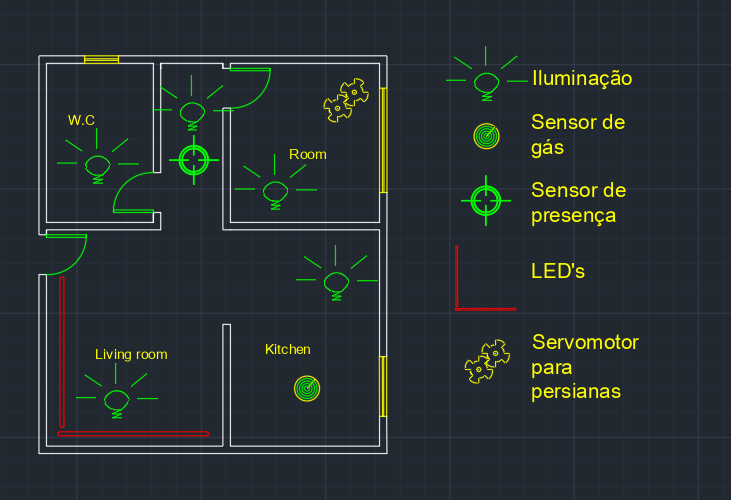 W.C
Room
Living room
Kitchen
Iluminação
Sensor de
gás
Sensor de
presença
LED's
Servomotor
para
persianas